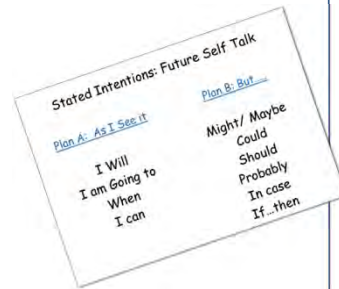 Stated Intentions: Future Self Talk
Plan A: As I See it
I Will
I am Going to
When
I can
Plan B: But.....
Might/ Maybe
Could
Should
Probably
In case
If...then